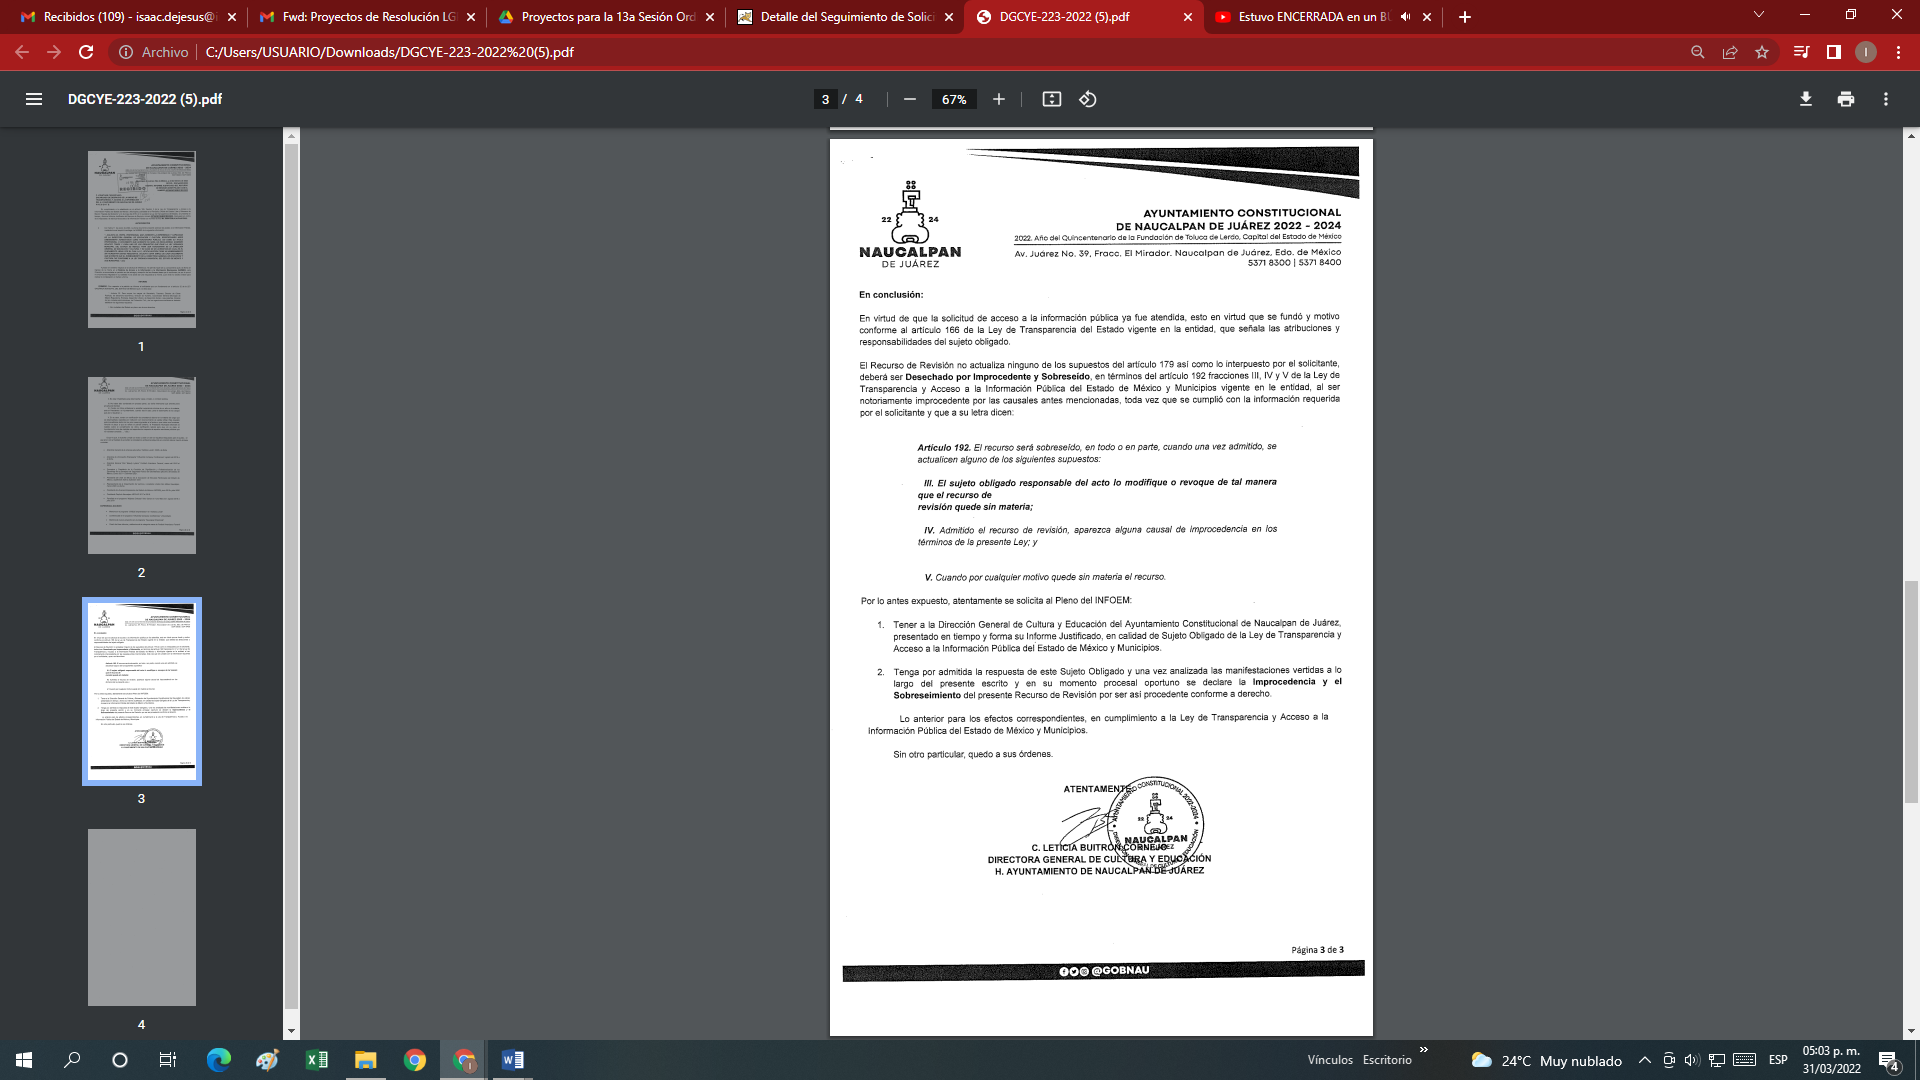 Recibidos (109) - isaac.dejesus@i
Fwd: Proyectos de Resolución LG
Proyectos para la 13a Sesión Ord
Detalle del Seguimiento de Solici
DGCYE-223-2022 (5).pdf
Estuvo ENCERRADA en un BÚ
Archivo
C:/Users/USUARIO/Downloads/DGCYE-223-2022%20(5).pdf
I
DGCYE-223-2022 (5).pdf
3 / 4
67%
1
2
3
4
22 24
NAUCALPAN
DE JUÁREZ
AYUNTAMIENTO CONSTITUCIONAL
DE NAUCALPAN DE JUÁREZ 2022 - 2024
2022. Año del Quincentenario de la Fundación de Toluca de Lerdo, Capital del Estado de México
Av. Juárez No. 39, Fracc. El Mirador. Naucalpan de Juárez, Edo. de México
5371 8300 | 5371 8400
En conclusión:
En virtud de que la solicitud de acceso a la información pública ya fue atendida, esto en virtud que se fundó y motivo
conforme al artículo 166 de la Ley de Transparencia del Estado vigente en la entidad, que señala las atribuciones y
responsabilidades del sujeto obligado.
El Recurso de Revisión no actualiza ninguno de los supuestos del artículo 179 así como lo interpuesto por el solicitante,
deberá ser Desechado por Improcedente y Sobreseído, en términos del artículo 192 fracciones III, IV y V de la Ley de
Transparencia y Acceso a la Información Pública del Estado de México y Municipios vigente en le entidad, al ser
notoriamente improcedente por las causales antes mencionadas, toda vez que se cumplió con la información requerida
por el solicitante y que a su letra dicen:
Artículo 192. El recurso será sobreseído, en todo o en parte, cuando una vez admitido, se
actualicen alguno de los siguientes supuestos:
III. El sujeto obligado responsable del acto lo modifique o revoque de tal manera
que el recurso de
revisión quede sin materia;
IV. Admitido el recurso de revisión, aparezca alguna causal de improcedencia en los
términos de la presente Ley; y
V. Cuando por cualquier motivo quede sin materia el recurso.
Por lo antes expuesto, atentamente se solicita al Pleno del INFOEM:
1. Tener a la Dirección General de Cultura y Educación del Ayuntamiento Constitucional de Naucalpan de Juárez,
presentado en tiempo y forma su Informe Justificado, en calidad de Sujeto Obligado de la Ley de Transparencia y
Acceso a la Información Pública del Estado de México y Municipios.
2. Tenga por admitida la respuesta de este Sujeto Obligado y una vez analizada las manifestaciones vertidas a lo
largo del presente escrito y en su momento procesal oportuno se declare la Improcedencia y el
Sobreseimiento del presente Recurso de Revisión por ser así procedente conforme a derecho.
Lo anterior para los efectos correspondientes, en cumplimiento a la Ley de Transparencia y Acceso a la
Información Pública del Estado de México y Municipios.
Sin otro particular, quedo a sus órdenes.
ATENTAMENTE
AYUNTAMIENTO CONSTITUCIONAL 2022-2024
22 24
NAUCALPAN
C. LETICIA BUITRÓN CORNEJO
DIRECTORA GENERAL DE CULTURA Y EDUCACIÓN
H. AYUNTAMIENTO DE NAUCALPAN DE JUÁREZ
Página 3 de 3
@GOBNAU
Vínculos Escritorio
24°C Muy nublado
ESP
05:03 p. m.
31/03/2022
4